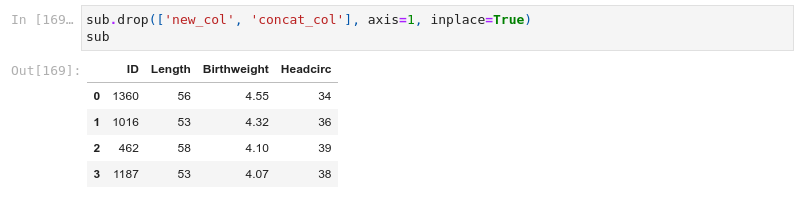 In [169… sub.drop(['new_col', 'concat_col'], axis=1, inplace=True)
sub
Out[169]: ID Length Birthweight Headcirc
0 1360 56 4.55 34
1 1016 53 4.32 36
2 462 58 4.10 39
3 1187 53 4.07 38